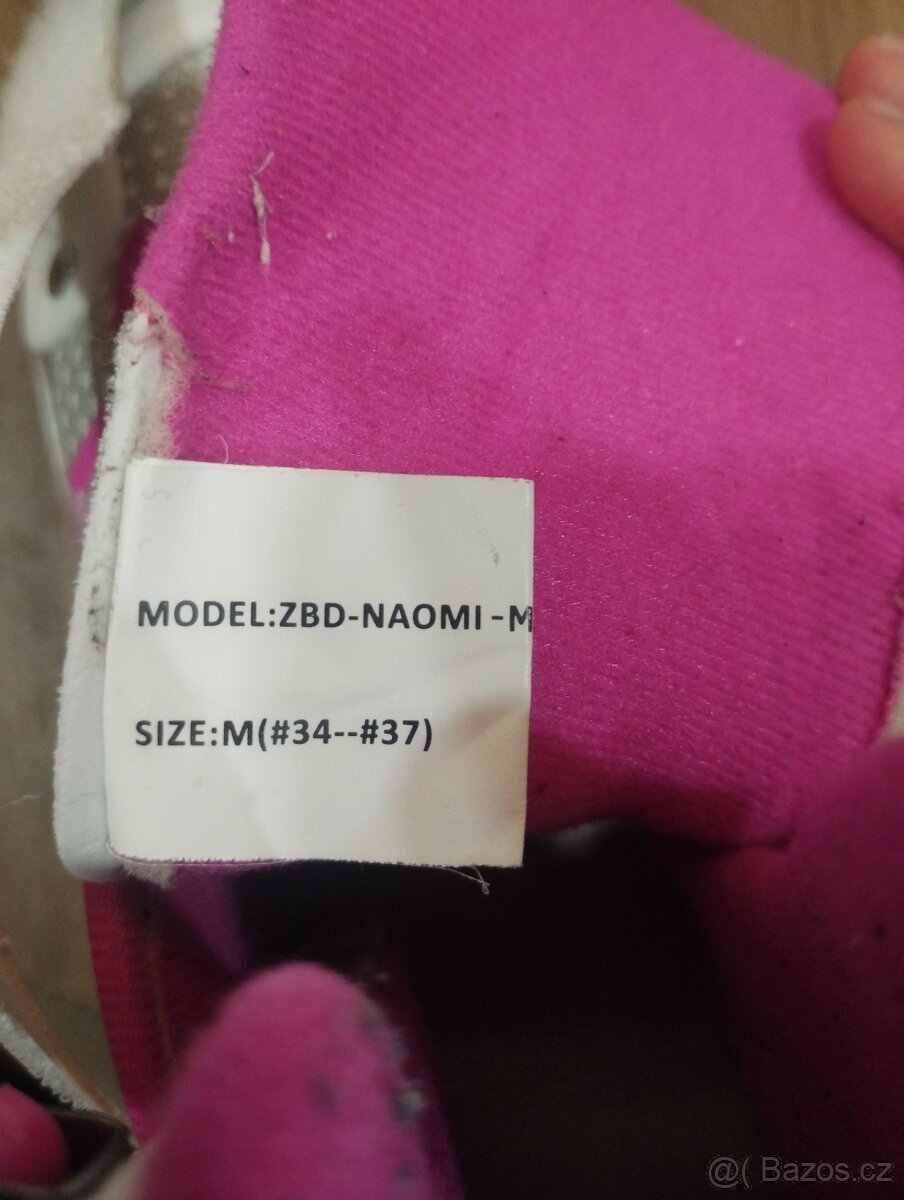 MODEL:ZBD-NAOMI -M
SIZE:M(#34--#37)
@( Bazos.cz